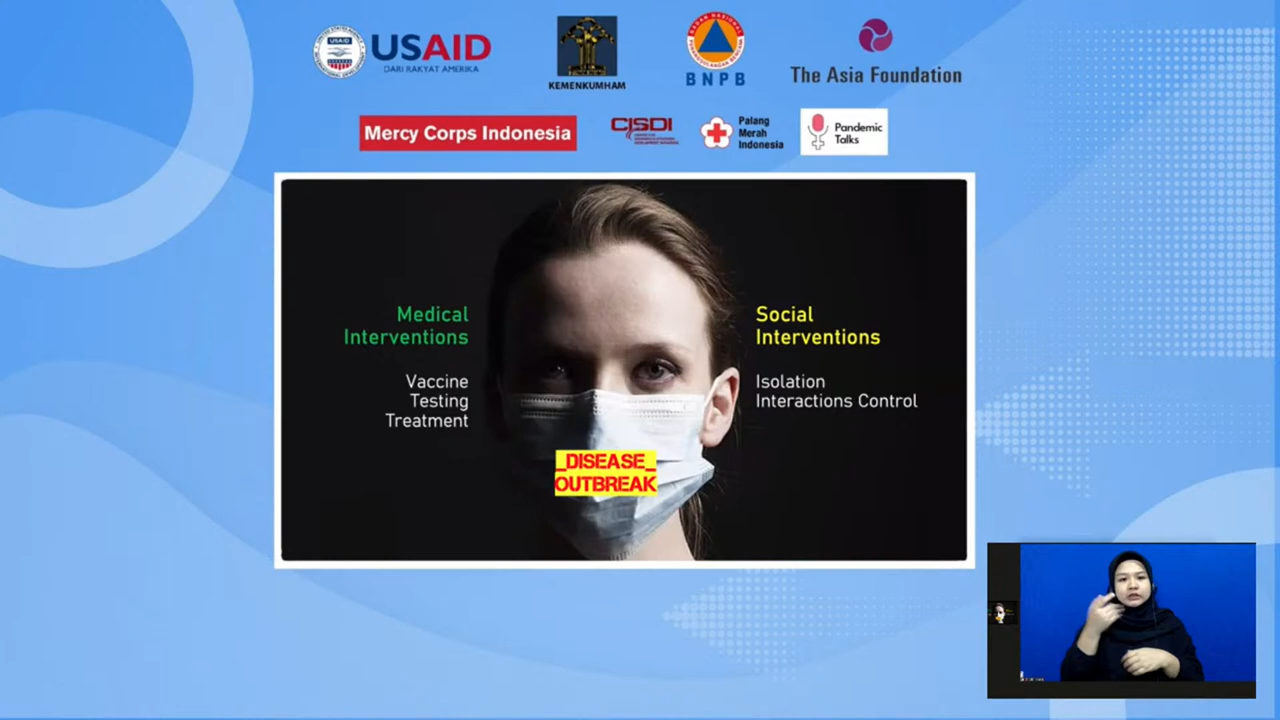 USAID
DARI RAKYAT AMERIKA
KEMENKUMHAM
BNPB
The Asia Foundation
Mercy Corps Indonesia
CISDI
Palang
Merah
Indonesia
Pandemic
Talks
Medical
Interventions
Vaccine
Testing
Treatment
Social
Interventions
Isolation
Interactions Control
_DISEASE_
OUTBREAK